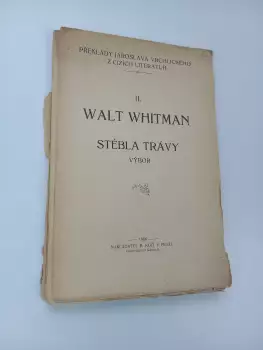 PŘEKLADY JAROSLAVA VRCHLICKÉHO
Z CIZÍCH LITERATUR.
II.
WALT WHITMAN
STÉBLA TRÁVY
VÝBOR